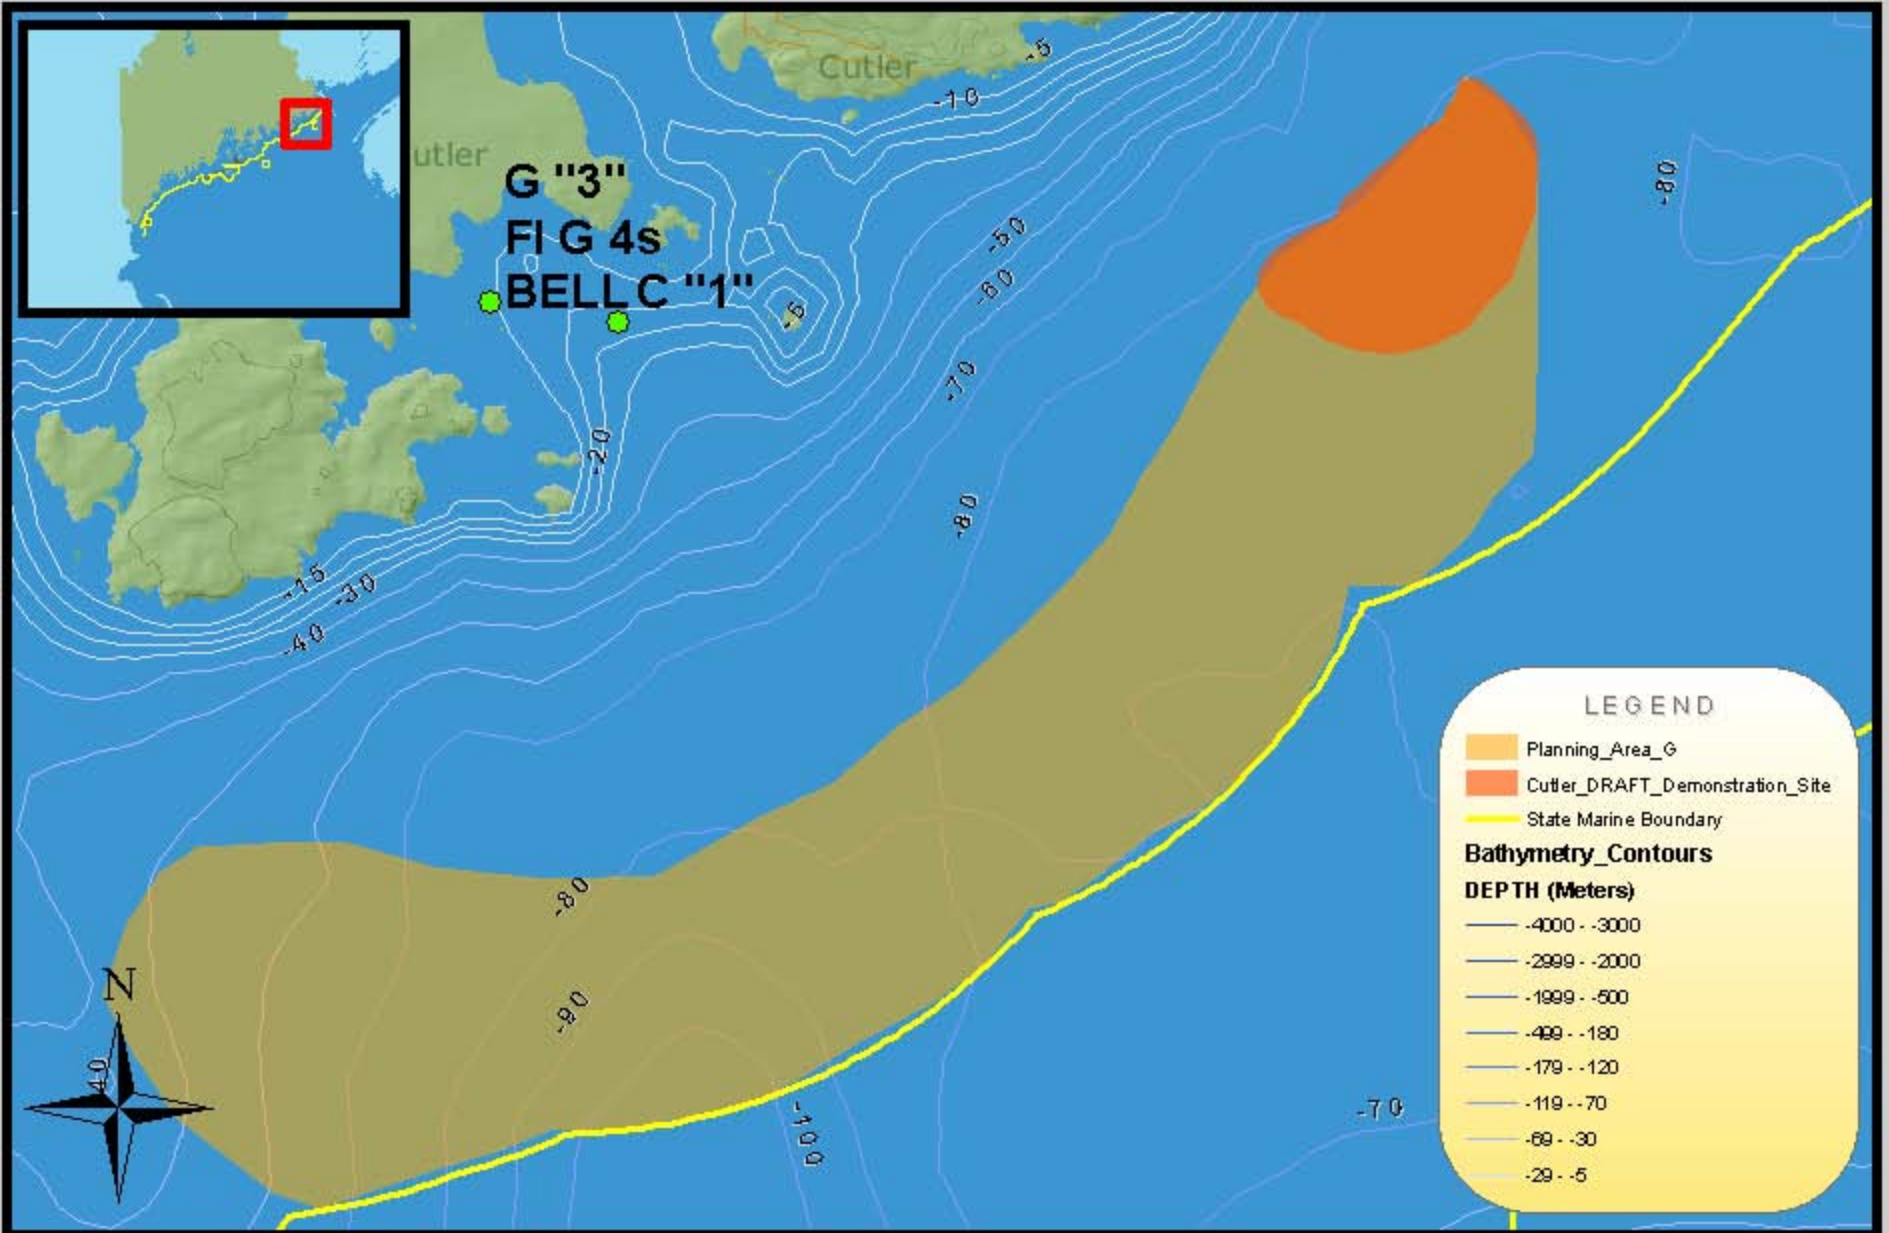 Cutler
-5
-10
utler
G "3"
Fl G 4s
BELL C "1"
-5
-50
-60
-70
-80
-80
-20
-15
-30
-40
-80
-90
-100
-70
N
40
LEGEND
Planning_Area_G
Cutler_DRAFT_Demonstration_Site
State Marine Boundary
Bathymetry_Contours
DEPTH (Meters)
-4000 - -3000
-2999 - -2000
-1999 - -500
-499 - -180
-179 - -120
-119 - -70
-69 - -30
-29 - -5